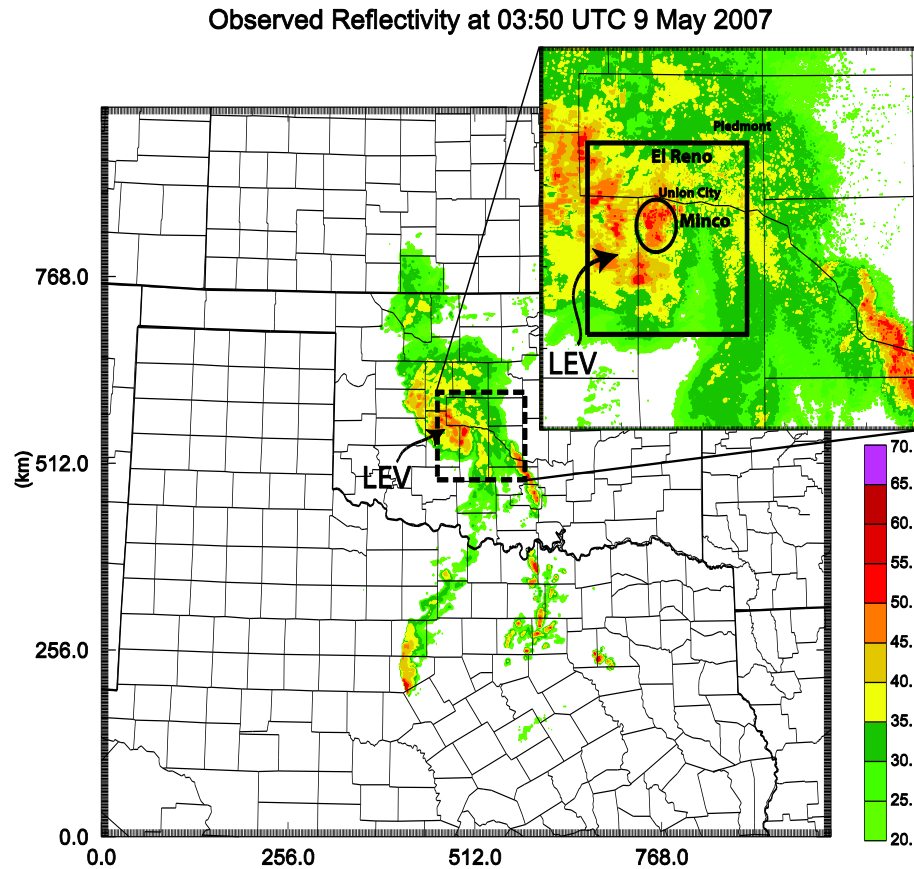 Observed Reflectivity at 03:50 UTC 9 May 2007
Piedmont
El Reno
Union City
Minco
LEV
768.0
512.0
256.0
0.0
(km)
LEV
70.
65.
60.
55.
50.
45.
40.
35.
30.
25.
20.
0.0 256.0 512.0 768.0